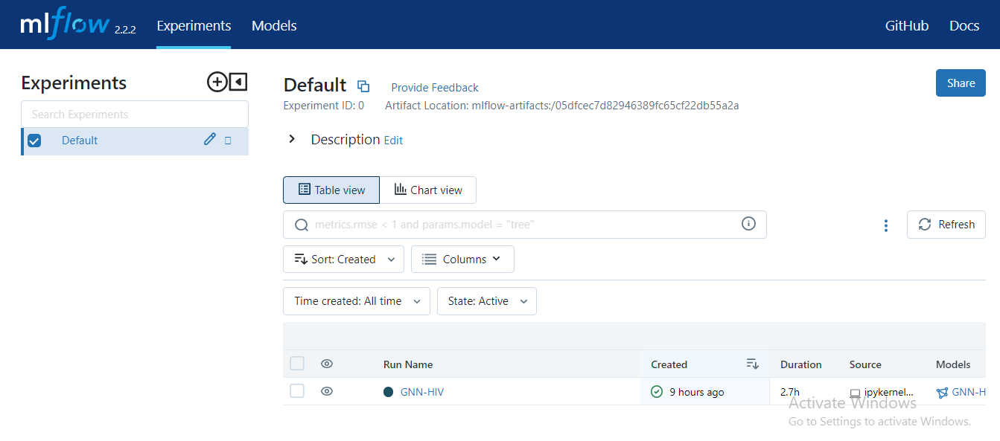 mlflow 2.2.2 Experiments Models GitHub Docs
Experiments
Search Experiments
Default
Default Provide Feedback Share
Experiment ID: 0 Artifact Location: mlflow-artifacts:/05dfcec7d82946389fc65cf22db55a2a
Description Edit
Table view Chart view
metrics.rmse < 1 and params.model = "tree" Refresh
Sort: Created Columns
Time created: All time State: Active
Run Name Created Duration Source Models
GNN-HIV 9 hours ago 2.7h ipykernel... GNN-H
Activate Windows
Go to Settings to activate Windows.